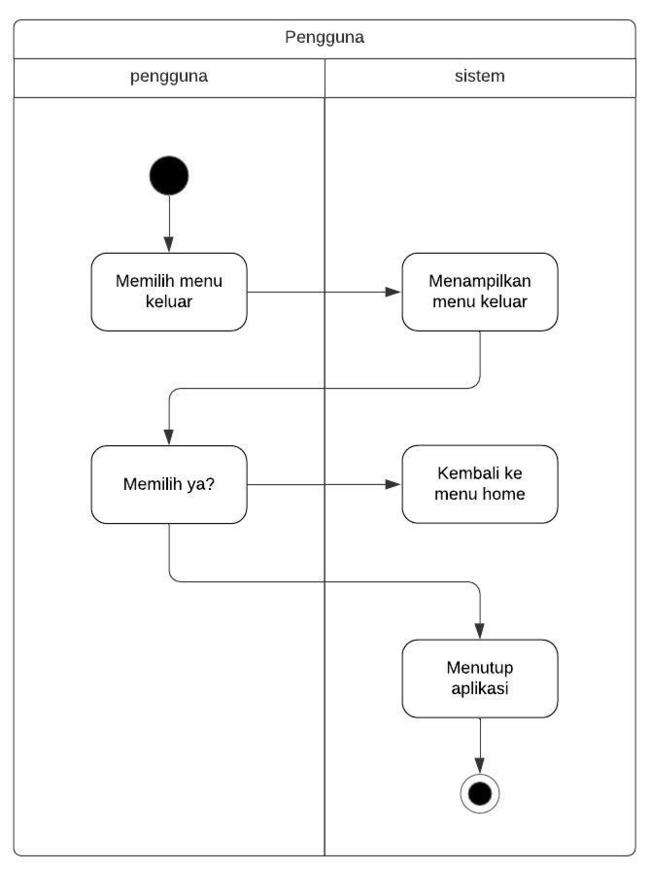 Pengguna
pengguna
sistem
Memilih menu
keluar
Menampilkan
menu keluar
Memilih ya?
Kembali ke
menu home
Menutup
aplikasi